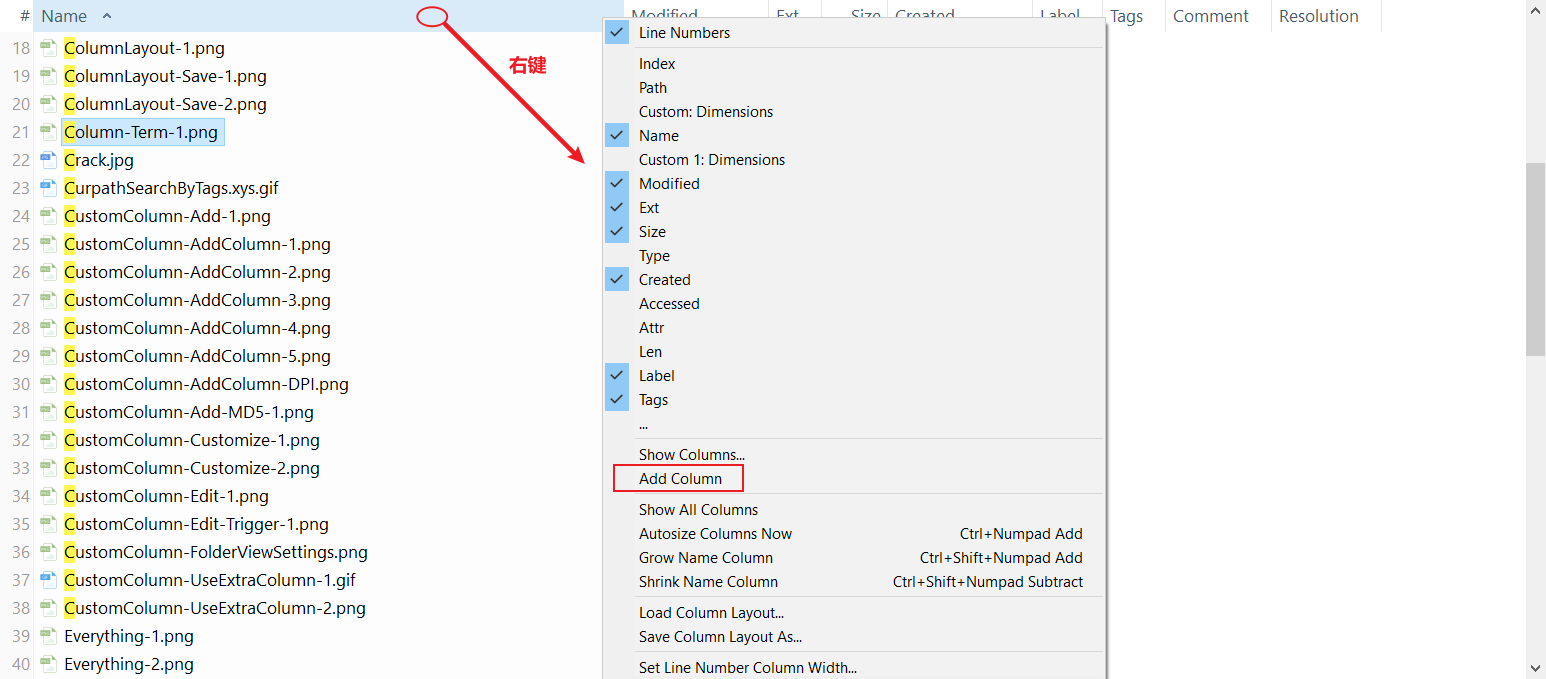 # Name Modified Ext Size Created Label Tags Comment Resolution
右键
18 ColumnLayout-1.png
19 ColumnLayout-Save-1.png
20 ColumnLayout-Save-2.png
21 Column-Term-1.png
22 Crack.jpg
23 CurpathSearchByTags.xys.gif
24 CustomColumn-Add-1.png
25 CustomColumn-AddColumn-1.png
26 CustomColumn-AddColumn-2.png
27 CustomColumn-AddColumn-3.png
28 CustomColumn-AddColumn-4.png
29 CustomColumn-AddColumn-5.png
30 CustomColumn-AddColumn-DPI.png
31 CustomColumn-Add-MD5-1.png
32 CustomColumn-Customize-1.png
33 CustomColumn-Customize-2.png
34 CustomColumn-Edit-1.png
35 CustomColumn-Edit-Trigger-1.png
36 CustomColumn-FolderViewSettings.png
37 CustomColumn-UseExtraColumn-1.gif
38 CustomColumn-UseExtraColumn-2.png
39 Everything-1.png
40 Everything-2.png
Line Numbers
Index
Path
Custom: Dimensions
Name
Custom 1: Dimensions
Modified
Ext
Size
Type
Created
Accessed
Attr
Len
Label
Tags
...
Show Columns...
Add Column
Show All Columns
Autosize Columns Now Ctrl+Numpad Add
Grow Name Column Ctrl+Shift+Numpad Add
Shrink Name Column Ctrl+Shift+Numpad Subtract
Load Column Layout...
Save Column Layout As...
Set Line Number Column Width...